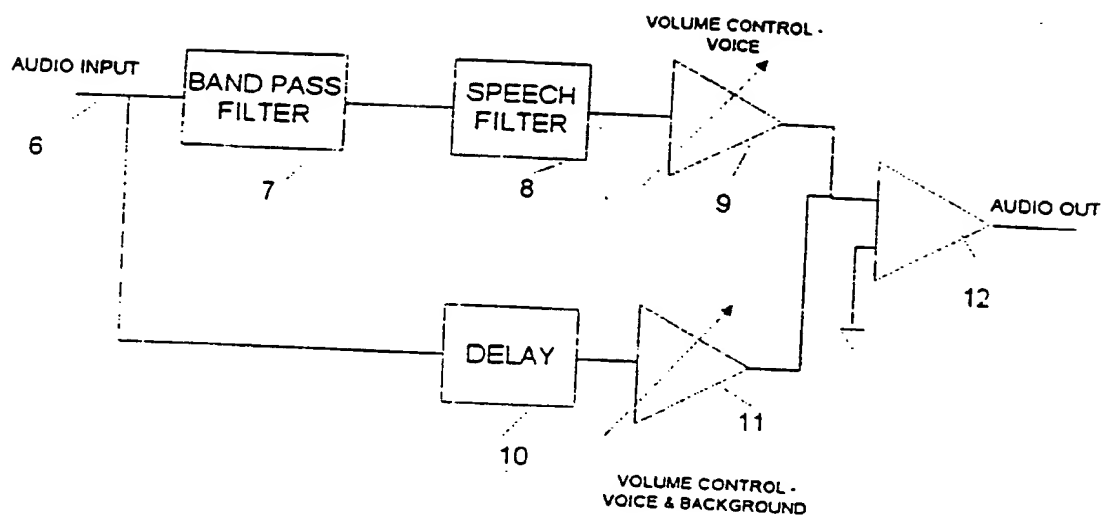 VOLUME CONTROL -
VOICE
AUDIO INPUT
BAND PASS
FILTER
SPEECH
FILTER
6
7
8
9
AUDIO OUT
12
DELAY
10
11
VOLUME CONTROL -
VOICE & BACKGROUND